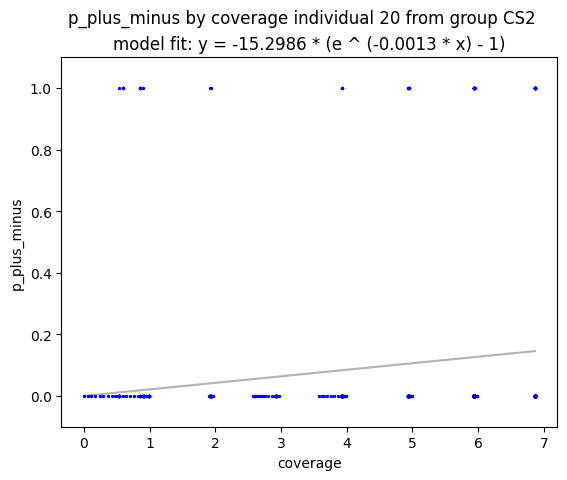 p_plus_minus by coverage individual 20 from group CS2
model fit: y = -15.2986 * (e ^ (-0.0013 * x) - 1)
1.0
0.8
0.6
0.4
0.2
0.0
p_plus_minus
0 1 2 3 4 5 6 7
coverage